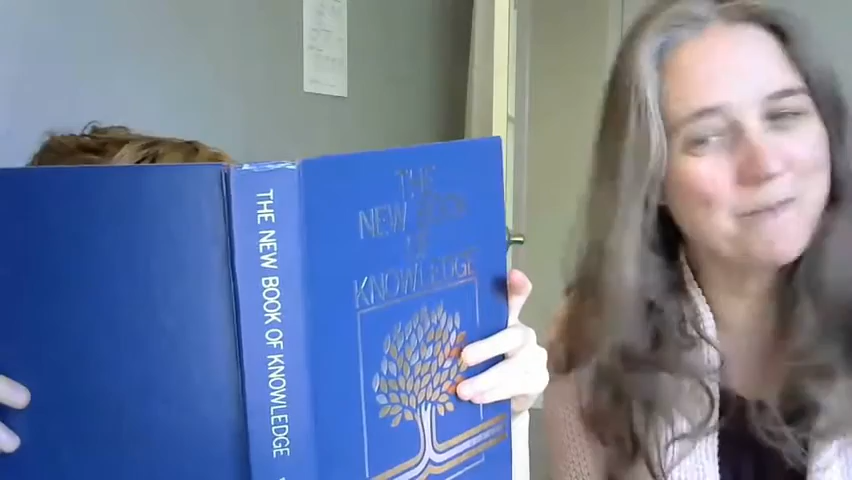 THE NEW BOOK OF KNOWLEDGE
THE
NEW BOOK
OF
KNOWLEDGE